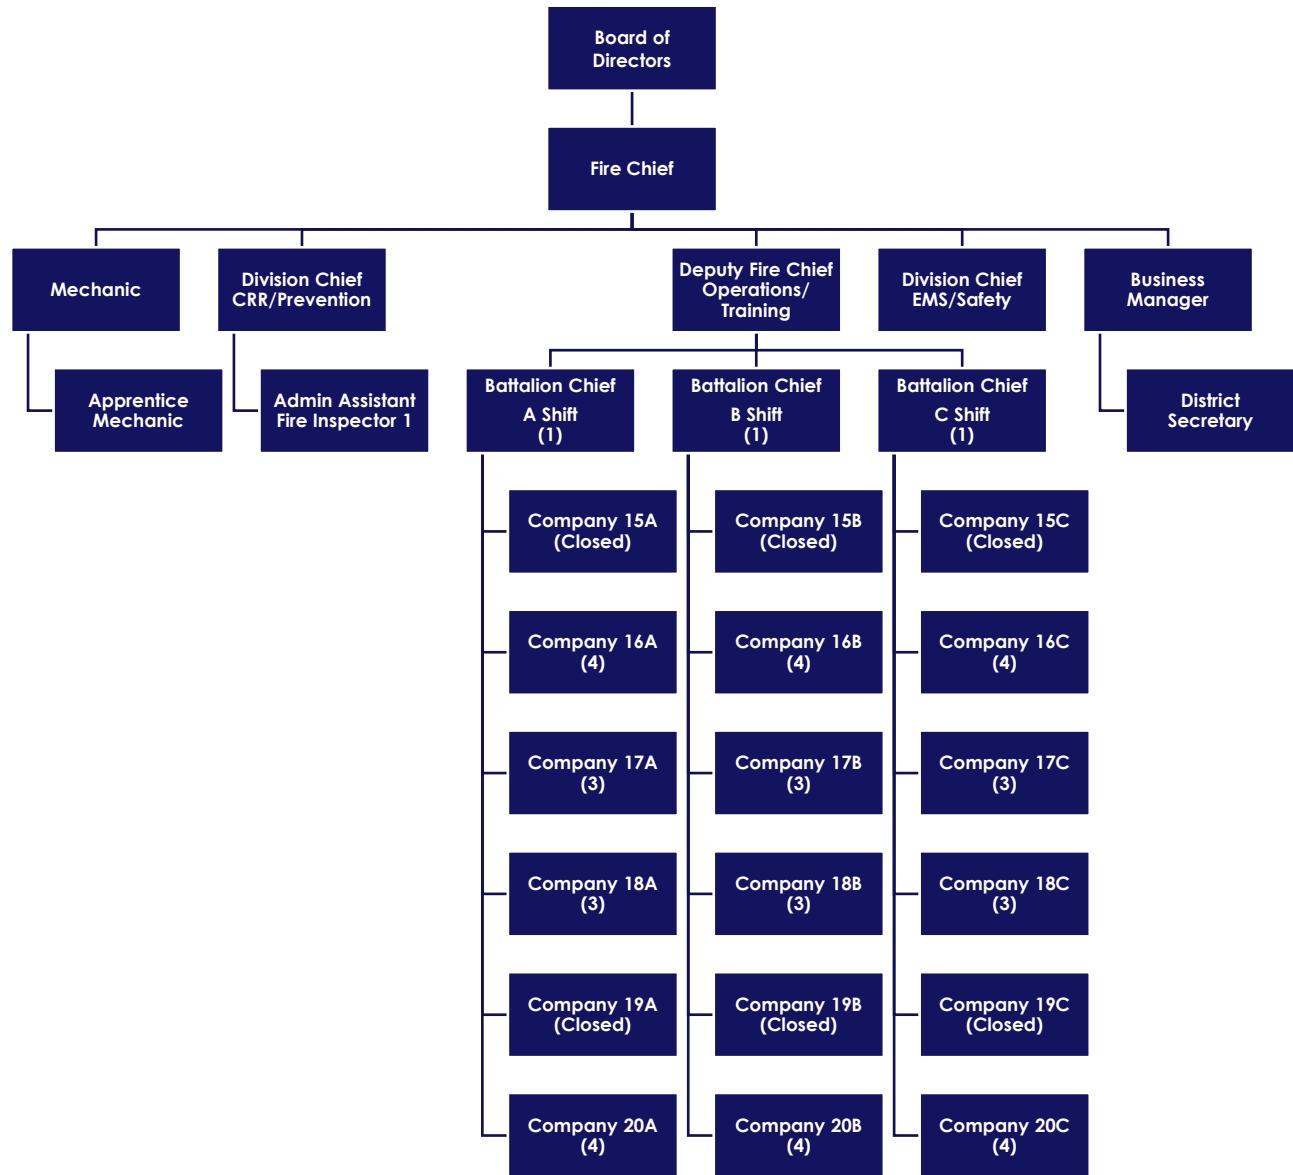 Board of
Directors
Fire Chief
Mechanic
Division Chief
CRR/Prevention
Deputy Fire Chief
Operations/
Training
Division Chief
EMS/Safety
Business
Manager
Apprentice
Mechanic
Admin Assistant
Fire Inspector 1
Battalion Chief
A Shift
(1)
Battalion Chief
B Shift
(1)
Battalion Chief
C Shift
(1)
District
Secretary
Company 15A
(Closed)
Company 15B
(Closed)
Company 15C
(Closed)
Company 16A
(4)
Company 16B
(4)
Company 16C
(4)
Company 17A
(3)
Company 17B
(3)
Company 17C
(3)
Company 18A
(3)
Company 18B
(3)
Company 18C
(3)
Company 19A
(Closed)
Company 19B
(Closed)
Company 19C
(Closed)
Company 20A
(4)
Company 20B
(4)
Company 20C
(4)